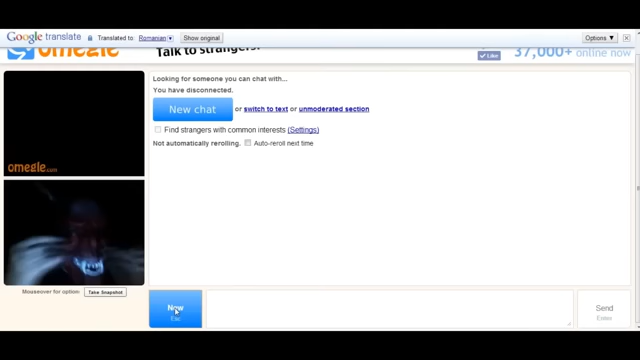 Google translate Translated to: Romanian Show original Options ▼
omegle Talk to strangers! Like 37,000+ online now
Looking for someone you can chat with...
You have disconnected.
New chat or switch to text or unmoderated section
Find strangers with common interests (Settings)
Not automatically rerolling. Auto-reroll next time
omegle.com
Mouseover for option: Take Snapshot
New
Esc
Send
Enter